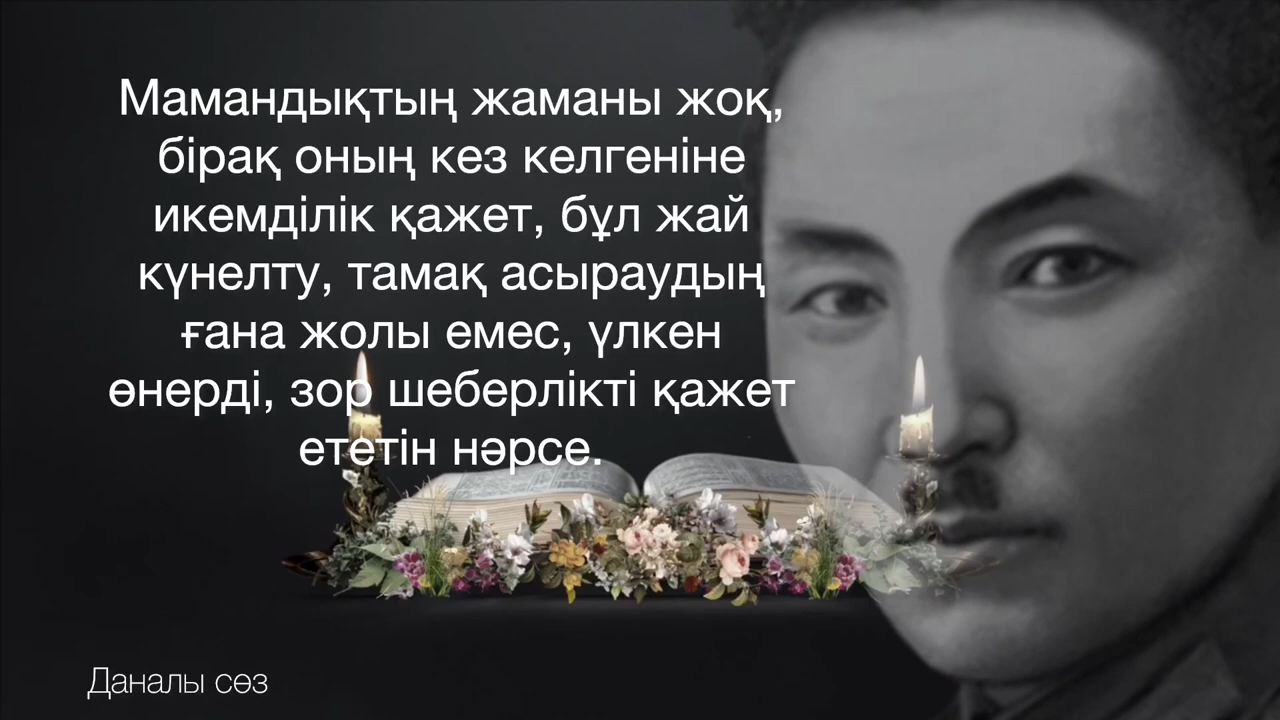 Мамандықтың жаманы жоқ,
бірақ оның кез келгеніне
икемділік қажет, бұл жай
күнелту, тамақ асыраудың
ғана жолы емес, үлкен
өнерді, зор шеберлікті қажет
ететін нәрсе.
Даналы сөз